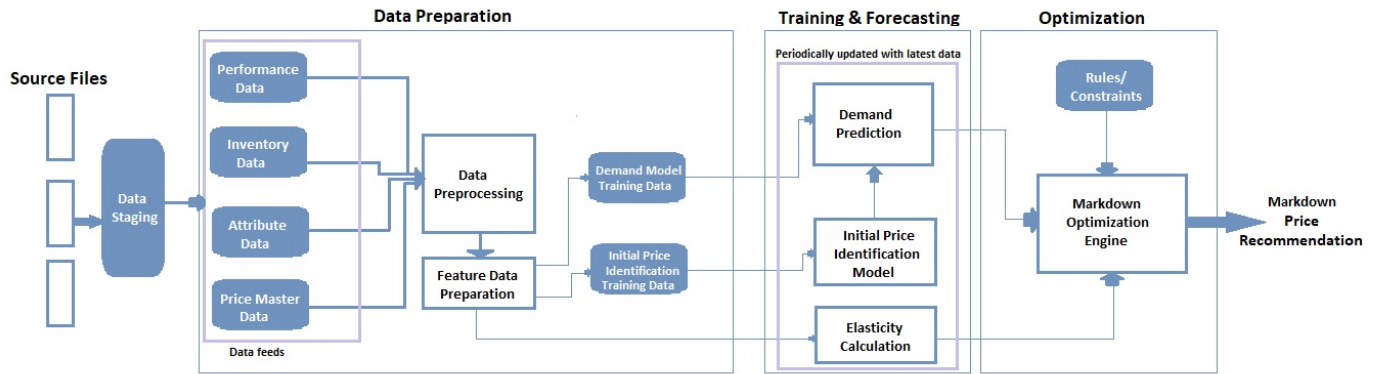 Data Preparation
Training & Forecasting
Optimization
Source Files
Performance
Data
Inventory
Data
Attribute
Data
Price Master
Data
Data feeds
Data
Staging
Data
Preprocessing
Feature Data
Preparation
Demand Model
Training Data
Initial Price
Identification
Training Data
Periodically updated with latest data
Demand
Prediction
Initial Price
Identification
Model
Elasticity
Calculation
Rules/
Constraints
Markdown
Optimization
Engine
Markdown
Price
Recommendation